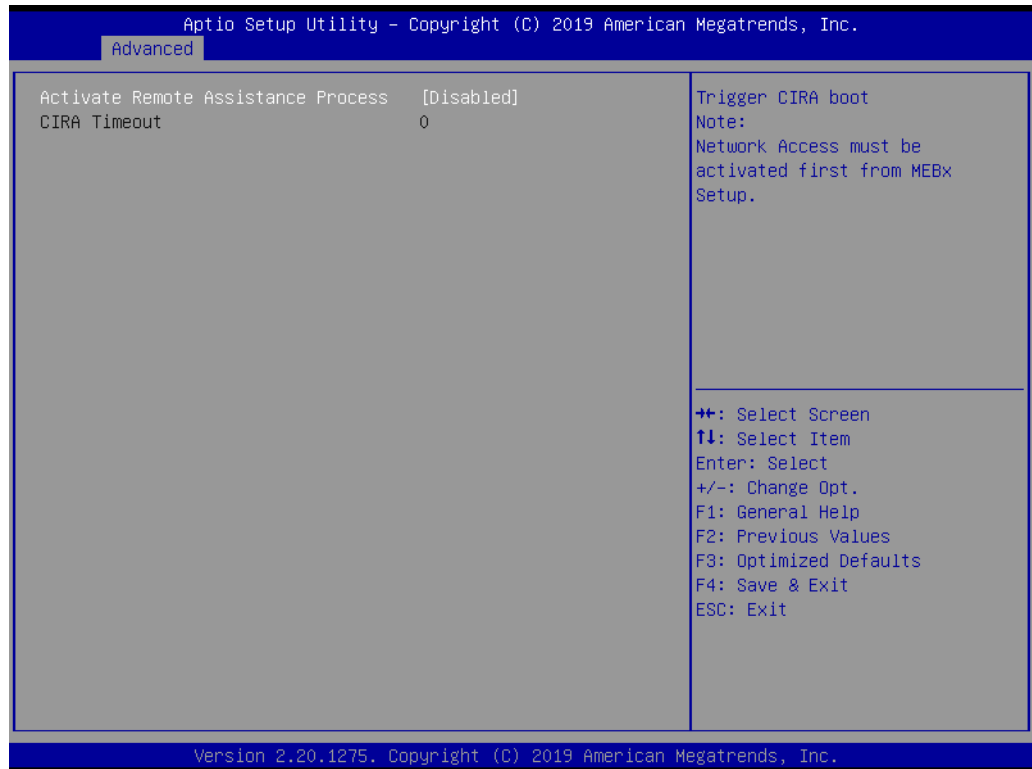 Aptio Setup Utility – Copyright (C) 2019 American Megatrends, Inc.
Advanced
Activate Remote Assistance Process [Disabled]
CIRA Timeout 0
Trigger CIRA boot
Note:
Network Access must be
activated first from MEBx
Setup.
→←: Select Screen
↑↓: Select Item
Enter: Select
+/-: Change Opt.
F1: General Help
F2: Previous Values
F3: Optimized Defaults
F4: Save & Exit
ESC: Exit
Version 2.20.1275. Copyright (C) 2019 American Megatrends, Inc.